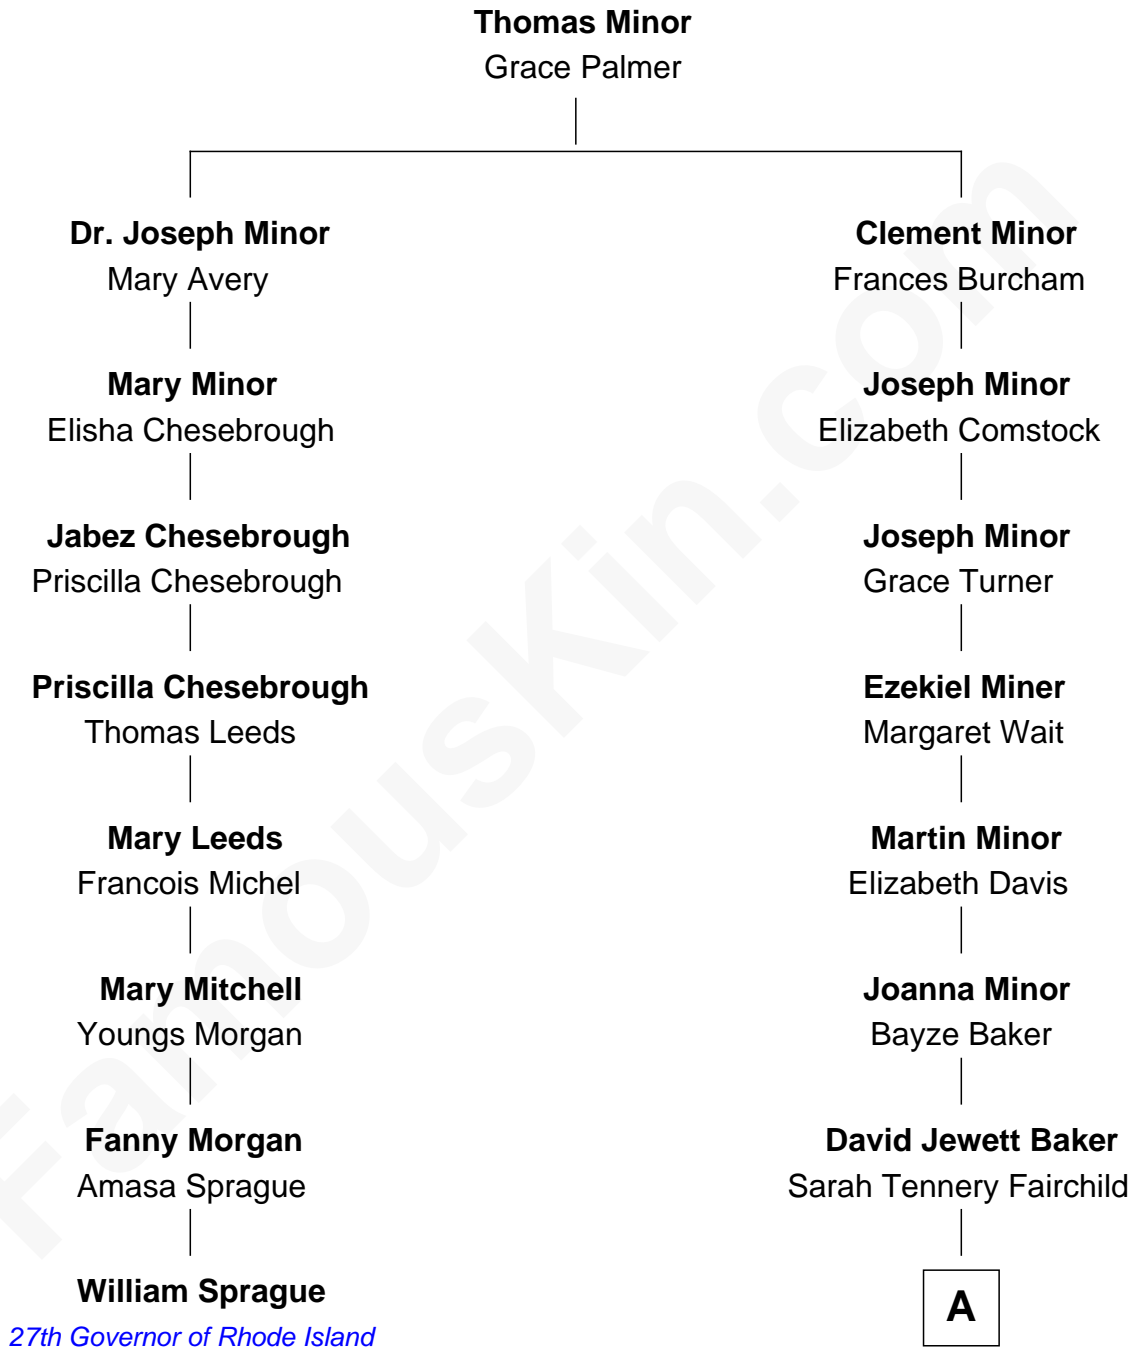 Thomas Minor
Grace Palmer
Dr. Joseph Minor
Mary Avery
Mary Minor
Elisha Chesebrough
Jabez Chesebrough
Priscilla Chesebrough
Priscilla Chesebrough
Thomas Leeds
Mary Leeds
Francois Michel
Mary Mitchell
Youngs Morgan
Fanny Morgan
Amasa Sprague
William Sprague
27th Governor of Rhode Island
Clement Minor
Frances Burcham
Joseph Minor
Elizabeth Comstock
Joseph Minor
Grace Turner
Ezekiel Miner
Margaret Wait
Martin Minor
Elizabeth Davis
Joanna Minor
Bayze Baker
David Jewett Baker
Sarah Tennery Fairchild
A
FamousKin.com